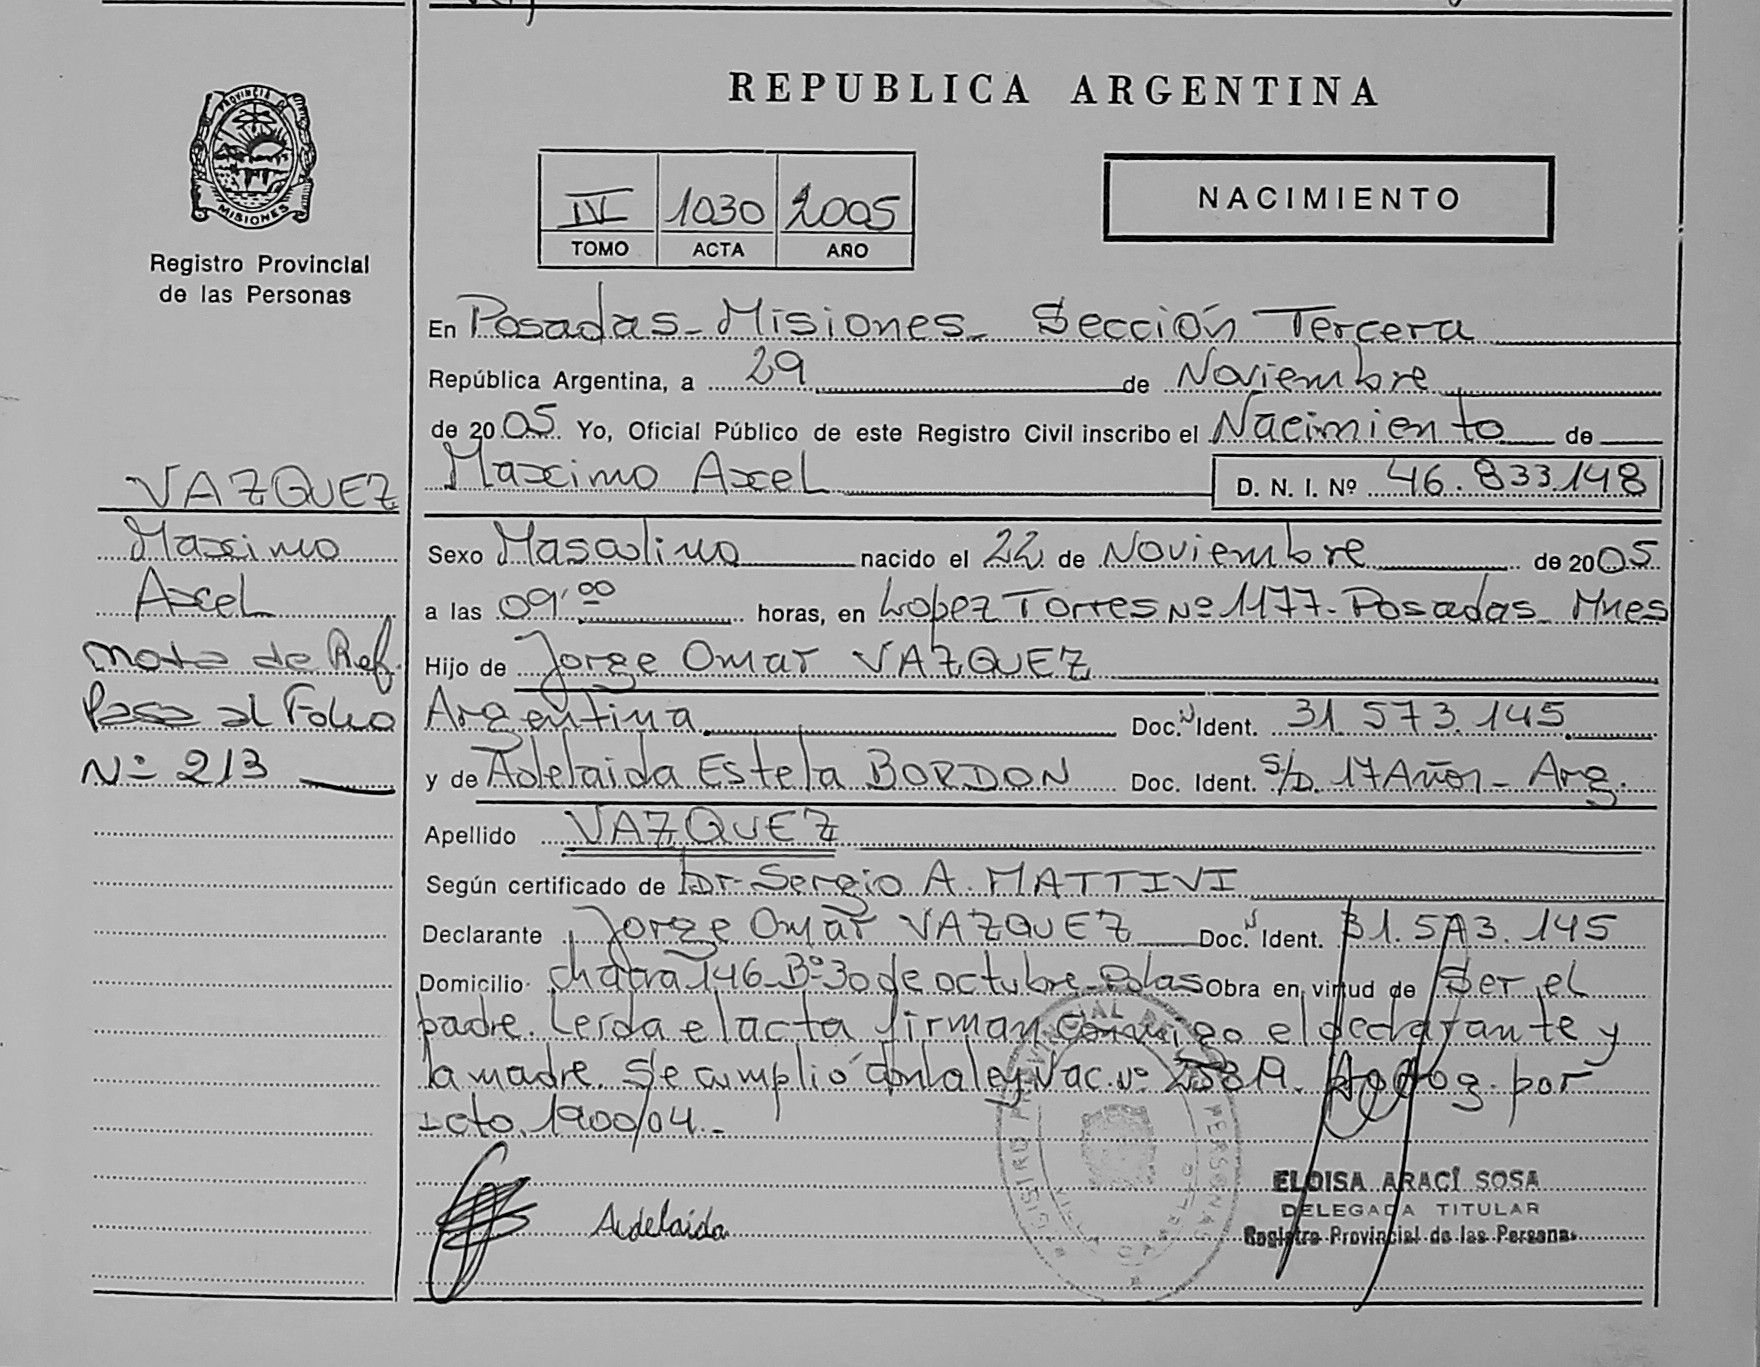 REPUBLICA ARGENTINA
PROVINCIA DE
MISIONES
Registro Provincial
de las Personas
IV 1030 2005
TOMO ACTA AÑO
NACIMIENTO
En Posadas - Misiones - Sección Tercera
República Argentina, a 29 de Noviembre
de 2005. Yo, Oficial Público de este Registro Civil inscribo el Nacimiento de
Maximo Axel D. N. I. Nº 46.833.148
Sexo Masculino nacido el 22 de Noviembre de 2005
a las 09,00 horas, en Lopez Torres Nº 1177 - Posadas - Mnes
Hijo de Jorge Omar VAZQUEZ
Argentina Doc. N Ident. 31.573.145
y de Adelaida Estela BORDON Doc. Ident. S/D. 17 Años - Arg.
Apellido VAZQUEZ
Según certificado de Dr. Sergio A. MATTIVI
Declarante Jorge Omar VAZQUEZ Doc. N Ident. 31.573.145
Domicilio chacra 146 - Bº 30 de octubre - Pdas Obra en virtud de Ser el
padre. Leída el acta firman conmigo el declarante y
la madre. Se cumplió con la ley Nac. Nº por
Dcto. 1900/04.-
Adelaida
ELOISA ARACÍ SOSA
DELEGADA TITULAR
Registro Provincial de las Personas
VAZQUEZ
Maximo
Axel
Nota de Ref.
Pasa al Folio
Nº 213